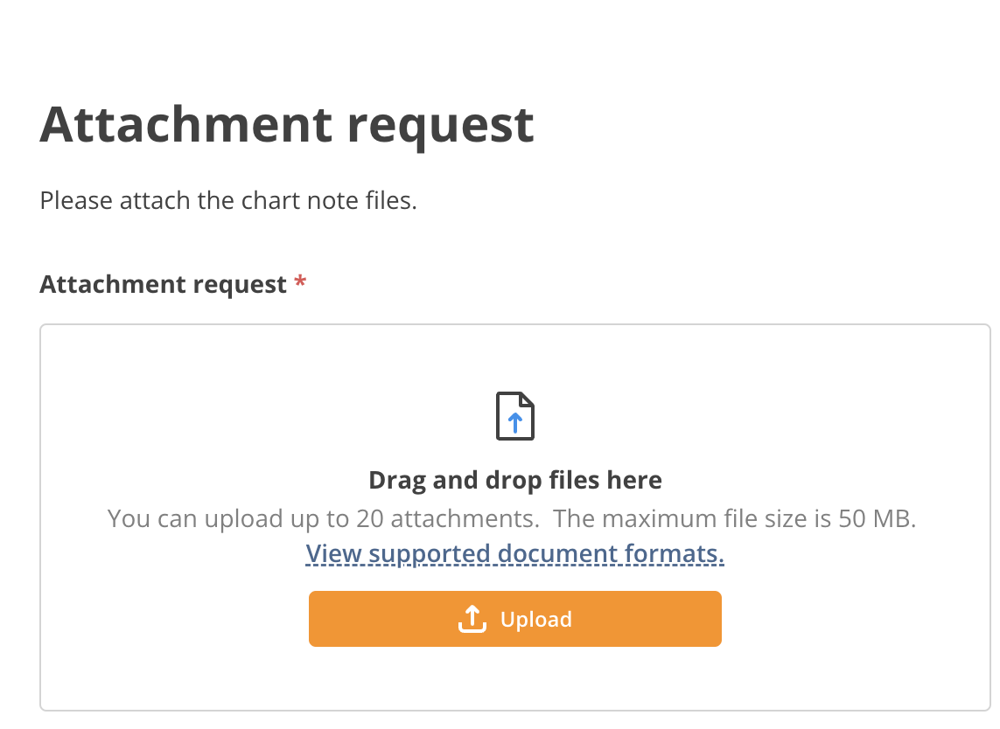 Attachment request
Please attach the chart note files.
Attachment request *
Drag and drop files here
You can upload up to 20 attachments.  The maximum file size is 50 MB.
View supported document formats.
Upload